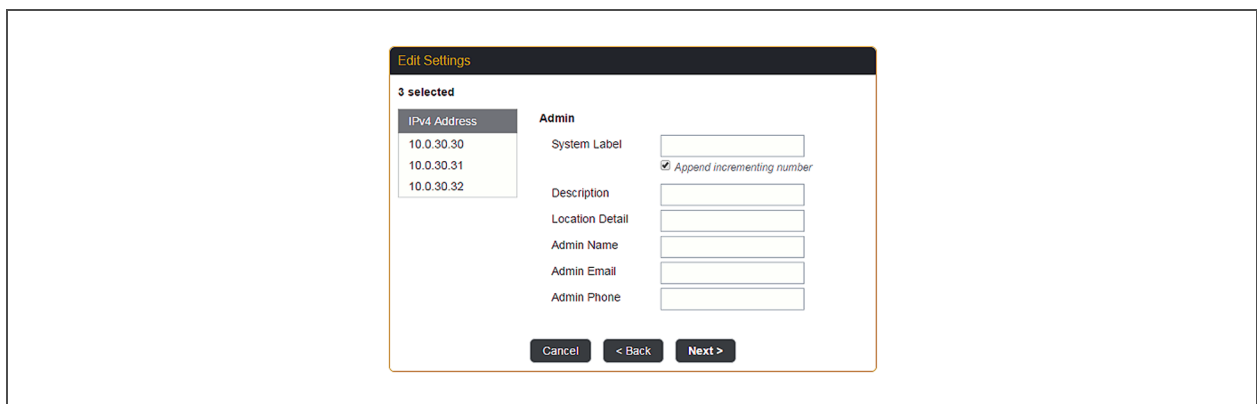 Edit Settings
3 selected
IPv4 Address
10.0.30.30
10.0.30.31
10.0.30.32
Admin
System Label
Append incrementing number
Description
Location Detail
Admin Name
Admin Email
Admin Phone
Cancel < Back Next >